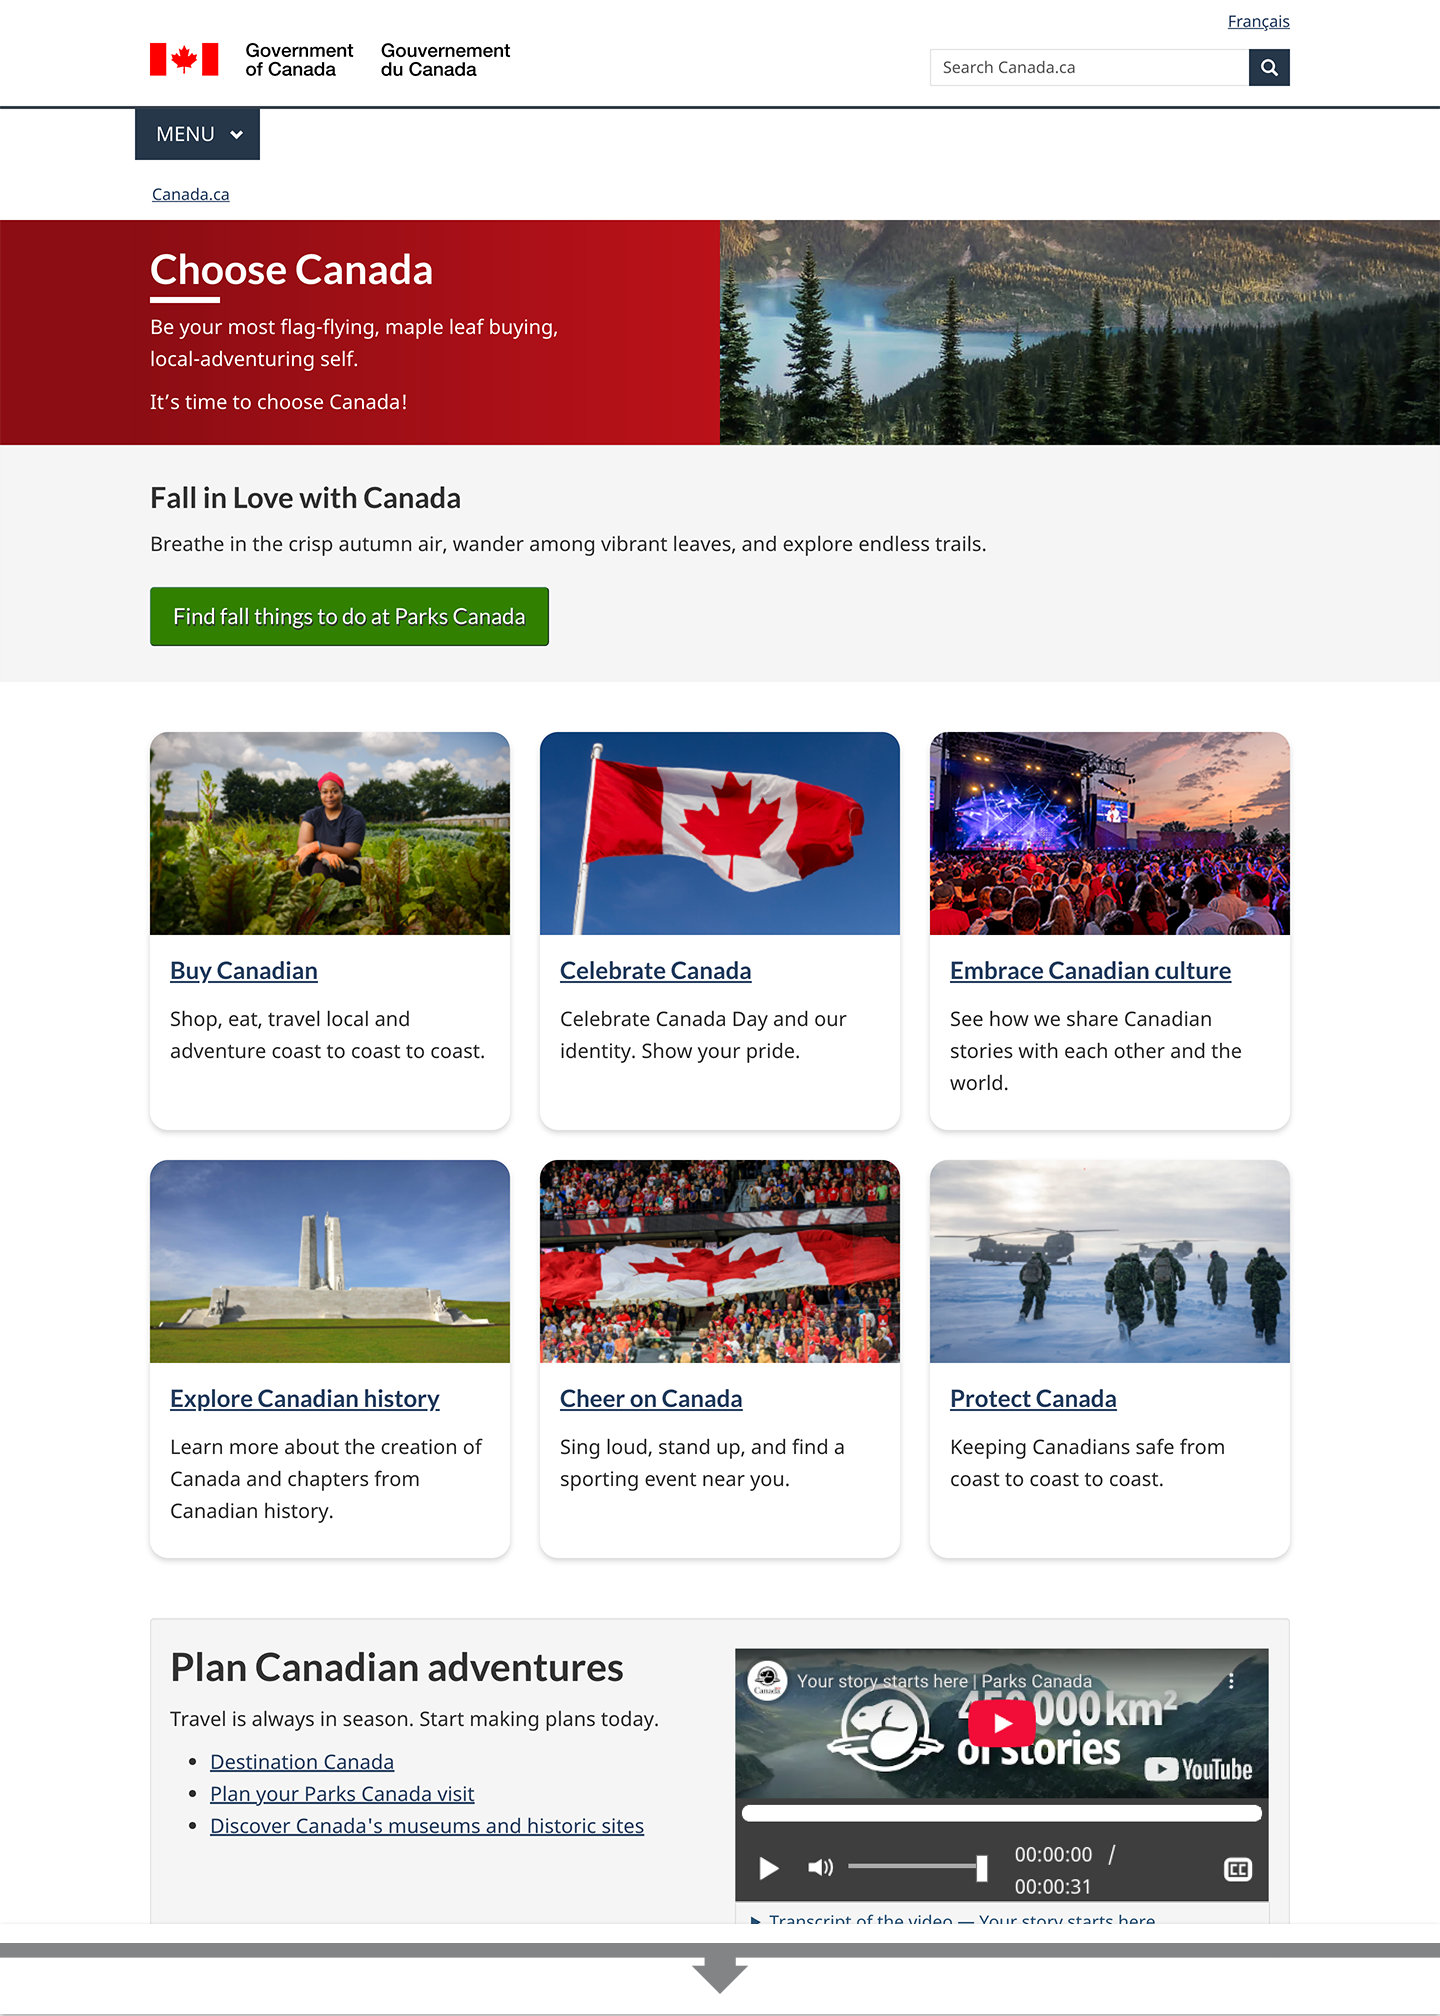 Français
Government
of Canada
Gouvernement
du Canada
Search Canada.ca
MENU
Canada.ca
Choose Canada
Be your most flag-flying, maple leaf buying,
local-adventuring self.
It's time to choose Canada!
Fall in Love with Canada
Breathe in the crisp autumn air, wander among vibrant leaves, and explore endless trails.
Find fall things to do at Parks Canada
Buy Canadian
Shop, eat, travel local and
adventure coast to coast to coast.
Celebrate Canada
Celebrate Canada Day and our
identity. Show your pride.
Embrace Canadian culture
See how we share Canadian
stories with each other and the
world.
Explore Canadian history
Learn more about the creation of
Canada and chapters from
Canadian history.
Cheer on Canada
Sing loud, stand up, and find a
sporting event near you.
Protect Canada
Keeping Canadians safe from
coast to coast to coast.
Plan Canadian adventures
Travel is always in season. Start making plans today.
Destination Canada
Plan your Parks Canada visit
Discover Canada's museums and historic sites
Canada
Your story starts here | Parks Canada
450,000 km²
of stories
YouTube
00:00:00 /
00:00:31
CC
Transcript of the video — Your story starts here